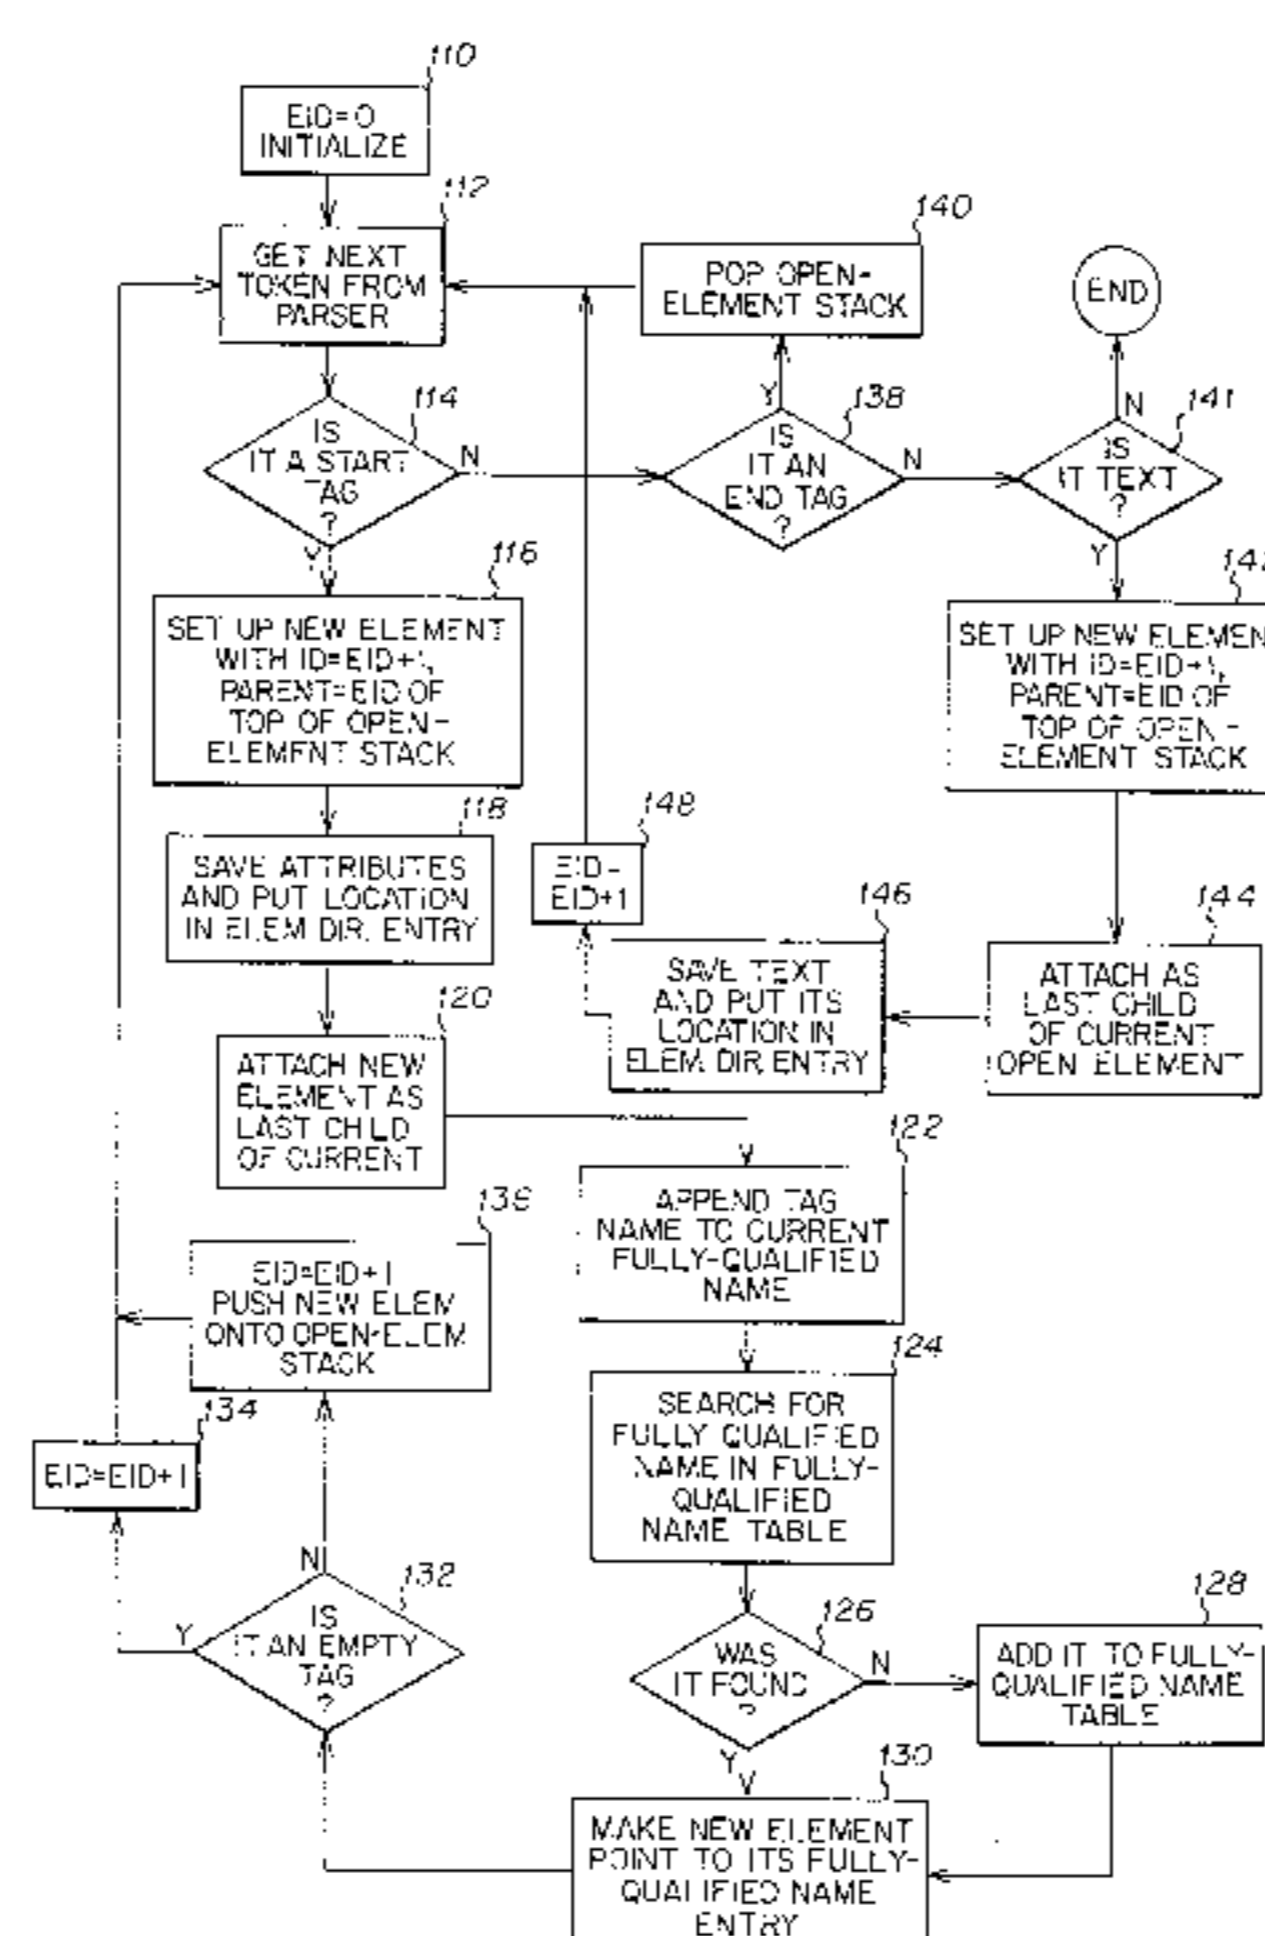 110
EID=0
INITIALIZE
112
GET NEXT
TOKEN FROM
PARSER
140
POP OPEN-
ELEMENT STACK
END
114
IS
IT A START
TAG
?
N
Y
138
IS
IT AN
END TAG
?
Y
N
141
IS
IT TEXT
?
N
Y
116
SET UP NEW ELEMENT
WITH ID=EID+1,
PARENT=EID OF
TOP OF OPEN-
ELEMENT STACK
142
SET UP NEW ELEMEN
WITH ID=EID+1,
PARENT=EID OF
TOP OF OPEN-
ELEMENT STACK
118
SAVE ATTRIBUTES
AND PUT LOCATION
IN ELEM DIR. ENTRY
148
EID=
EID+1
146
SAVE TEXT
AND PUT ITS
LOCATION IN
ELEM DIR ENTRY
144
ATTACH AS
LAST CHILD
OF CURRENT
OPEN ELEMENT
120
ATTACH NEW
ELEMENT AS
LAST CHILD
OF CURRENT
122
APPEND TAG
NAME TO CURRENT
FULLY-QUALIFIED
NAME
136
EID=EID+1
PUSH NEW ELEM
ONTO OPEN-ELEM
STACK
124
SEARCH FOR
FULLY QUALIFIED
NAME IN FULLY-
QUALIFIED
NAME TABLE
134
EID=EID+1
132
IS
IT AN EMPTY
TAG
?
N
Y
126
WAS
IT FOUND
?
N
Y
128
ADD IT TO FULLY-
QUALIFIED NAME
TABLE
130
MAKE NEW ELEMENT
POINT TO ITS FULLY-
QUALIFIED NAME
ENTRY